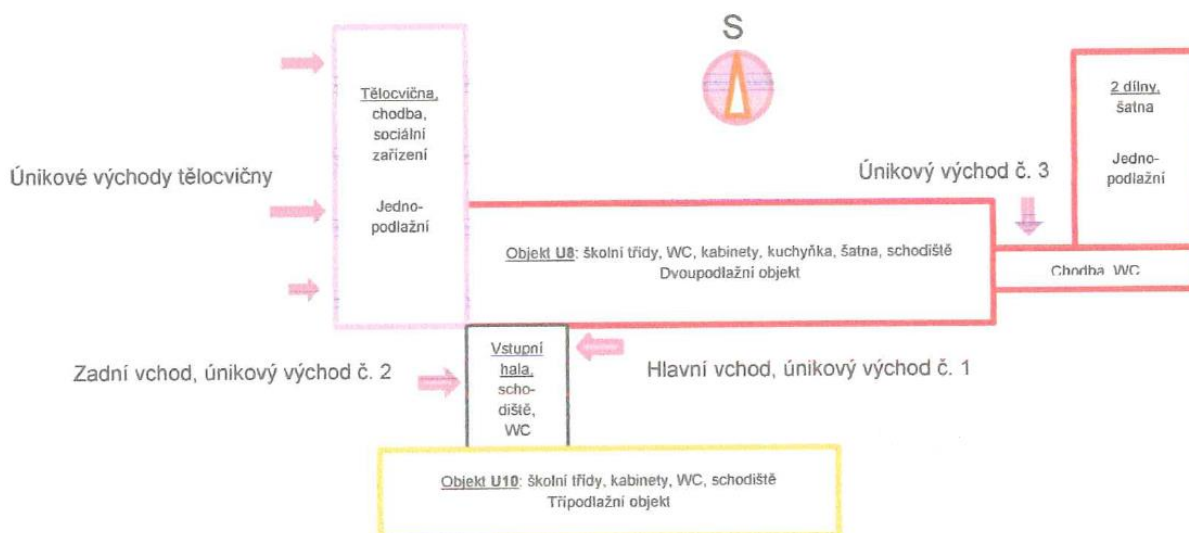 S
Tělocvična,
chodba,
sociální
zařízení
Jedno-
podlažní
2 dílny,
šatna
Jedno-
podlažní
Únikové východy tělocvičny
Únikový východ č. 3
Objekt U8: školní třídy, WC, kabinety, kuchyňka, šatna, schodiště
Dvoupodlažní objekt
Chodba, WC
Vstupní
hala,
scho-
diště,
WC
Zadní vchod, únikový východ č. 2
Hlavní vchod, únikový východ č. 1
Objekt U10: školní třídy, kabinety, WC, schodiště
Třípodlažní objekt